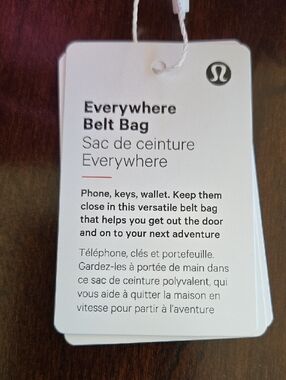 Everywhere
Belt Bag
Sac de ceinture
Everywhere
Phone, keys, wallet. Keep them
close in this versatile belt bag
that helps you get out the door
and on to your next adventure
Téléphone, clés et portefeuille.
Gardez-les à portée de main dans
ce sac de ceinture polyvalent, qui
vous aide à quitter la maison en
vitesse pour partir à l'aventure